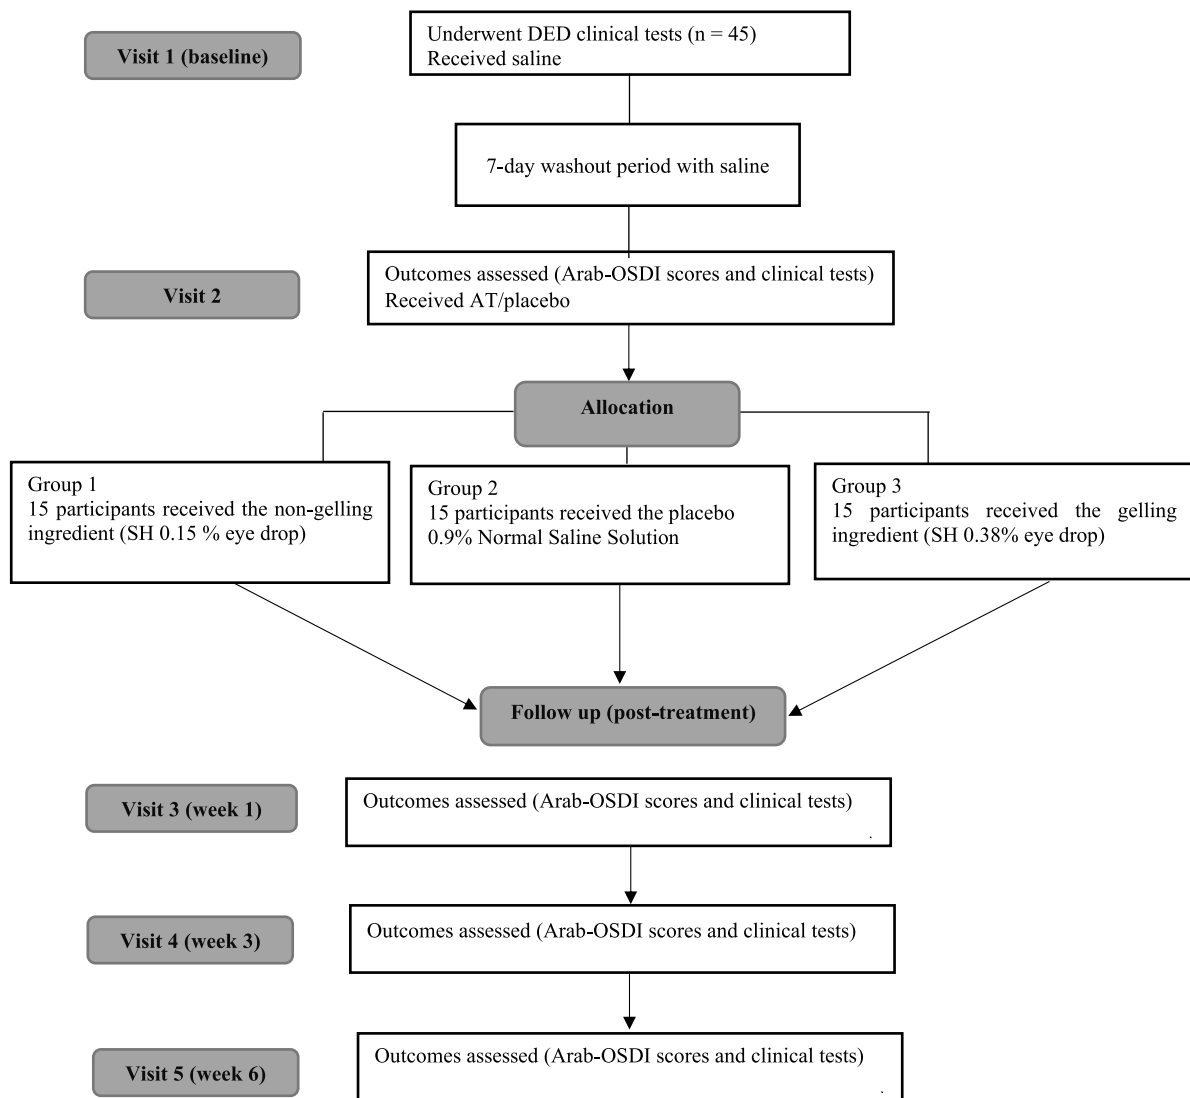 Visit 1 (baseline)
Underwent DED clinical tests (n = 45)
Received saline
7-day washout period with saline
Visit 2
Outcomes assessed (Arab-OSDI scores and clinical tests)
Received AT/placebo
Allocation
Group 1
15 participants received the non-gelling
ingredient (SH 0.15 % eye drop)
Group 2
15 participants received the placebo
0.9% Normal Saline Solution
Group 3
15 participants received the gelling
ingredient (SH 0.38% eye drop)
Follow up (post-treatment)
Visit 3 (week 1)
Outcomes assessed (Arab-OSDI scores and clinical tests)
.
Visit 4 (week 3)
Outcomes assessed (Arab-OSDI scores and clinical tests)
Visit 5 (week 6)
Outcomes assessed (Arab-OSDI scores and clinical tests)
.